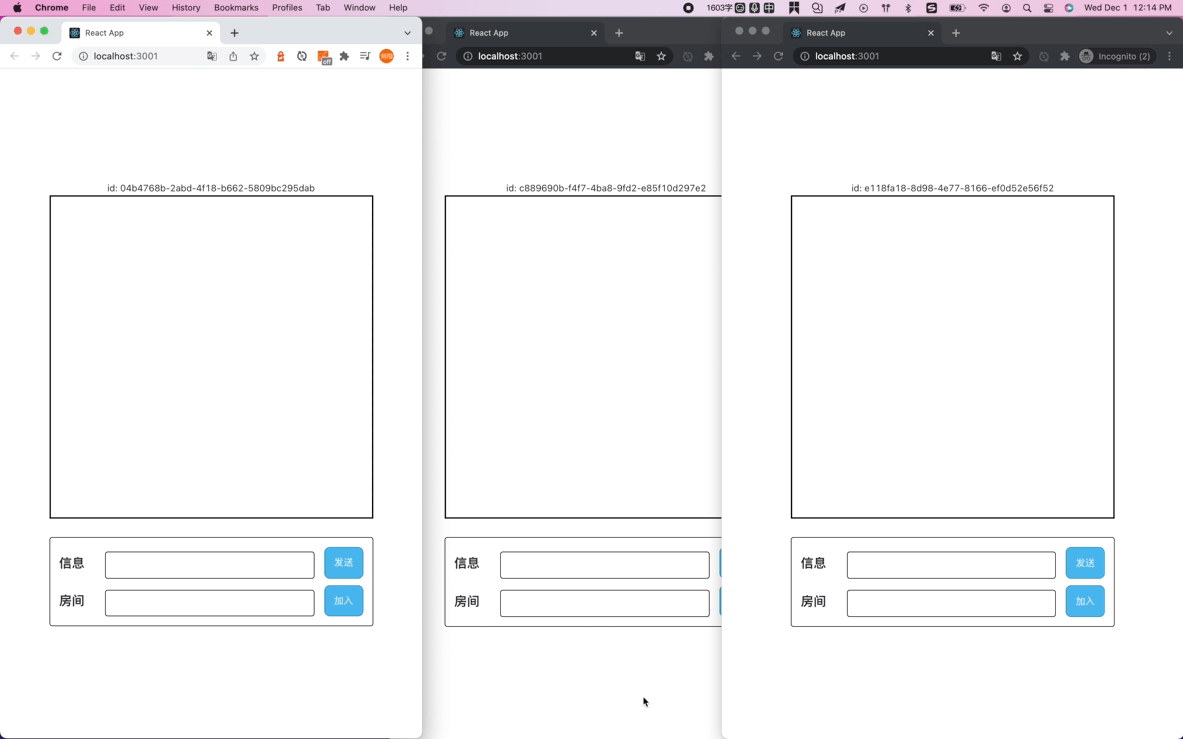 Chrome File Edit View History Bookmarks Profiles Tab Window Help 1603字 Wed Dec 1 12:14 PM
React App
localhost:3001
off
id: 04b4768b-2abd-4f18-b662-5809bc295dab
信息 发送
房间 加入
React App
localhost:3001
id: c889690b-f4f7-4ba8-9fd2-e85f10d297e2
信息
房间
React App
localhost:3001 Incognito (2)
id: e118fa18-8d98-4e77-8166-ef0d52e56f52
信息 发送
房间 加入